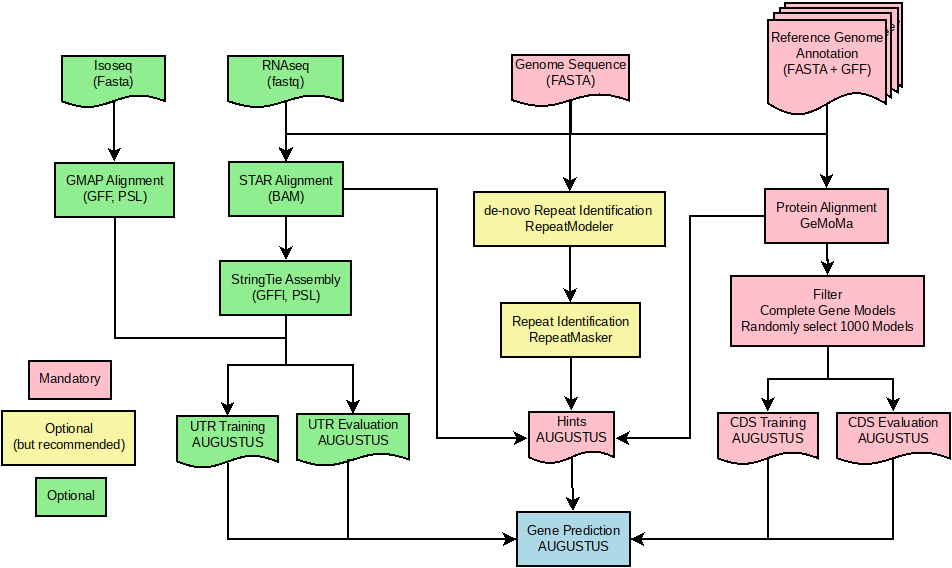 Isoseq
(Fasta)
RNAseq
(fastq)
Genome Sequence
(FASTA)
Reference Genome
Annotation
(FASTA + GFF)
GMAP Alignment
(GFF, PSL)
STAR Alignment
(BAM)
de-novo Repeat Identification
RepeatModeler
Protein Alignment
GeMoMa
StringTie Assembly
(GFFI, PSL)
Filter
Complete Gene Models
Randomly select 1000 Models
Repeat Identification
RepeatMasker
Mandatory
Optional
(but recommended)
Optional
UTR Training
AUGUSTUS
UTR Evaluation
AUGUSTUS
Hints
AUGUSTUS
CDS Training
AUGUSTUS
CDS Evaluation
AUGUSTUS
Gene Prediction
AUGUSTUS